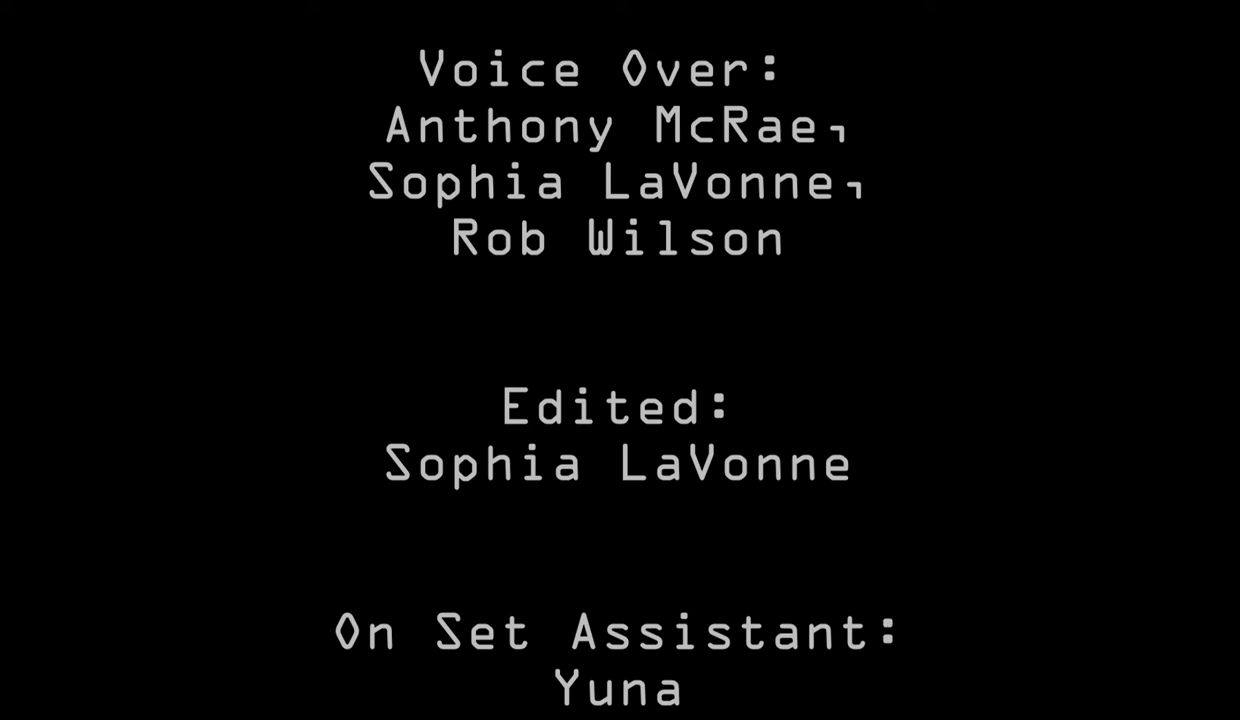 Voice Over:
Anthony McRae,
Sophia LaVonne,
Rob Wilson
Edited:
Sophia LaVonne
On Set Assistant:
Yuna